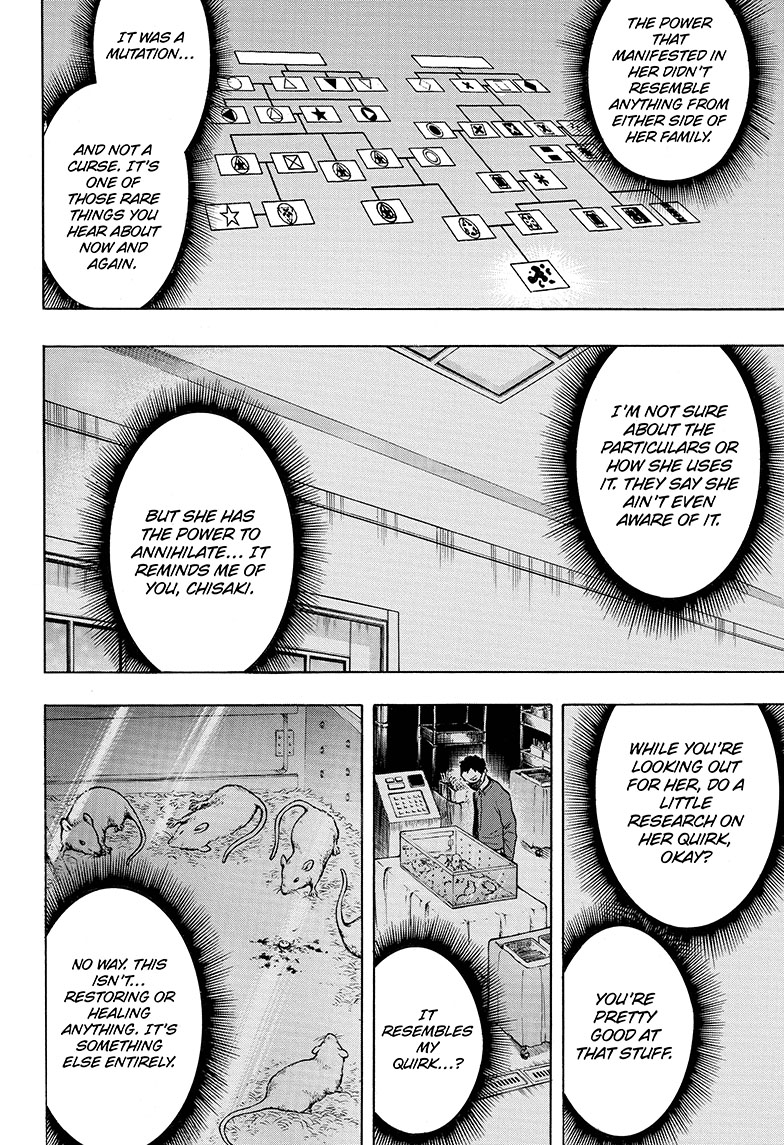 THE POWER
THAT
MANIFESTED IN
HER DIDN'T
RESEMBLE
ANYTHING FROM
EITHER SIDE OF
HER FAMILY.
IT WAS A
MUTATION...
AND NOT A
CURSE. IT'S
ONE OF
THOSE RARE
THINGS YOU
HEAR ABOUT
NOW AND
AGAIN.
I'M NOT SURE
ABOUT THE
PARTICULARS OR
HOW SHE USES
IT. THEY SAY SHE
AIN'T EVEN
AWARE OF IT.
BUT SHE HAS
THE POWER TO
ANNIHILATE... IT
REMINDS ME OF
YOU, CHISAKI.
WHILE YOU'RE
LOOKING OUT
FOR HER, DO A
LITTLE
RESEARCH ON
HER QUIRK,
OKAY?
YOU'RE
PRETTY
GOOD AT
THAT STUFF.
IT
RESEMBLES
MY
QUIRK...?
NO WAY. THIS
ISN'T...
RESTORING OR
HEALING
ANYTHING. IT'S
SOMETHING
ELSE ENTIRELY.